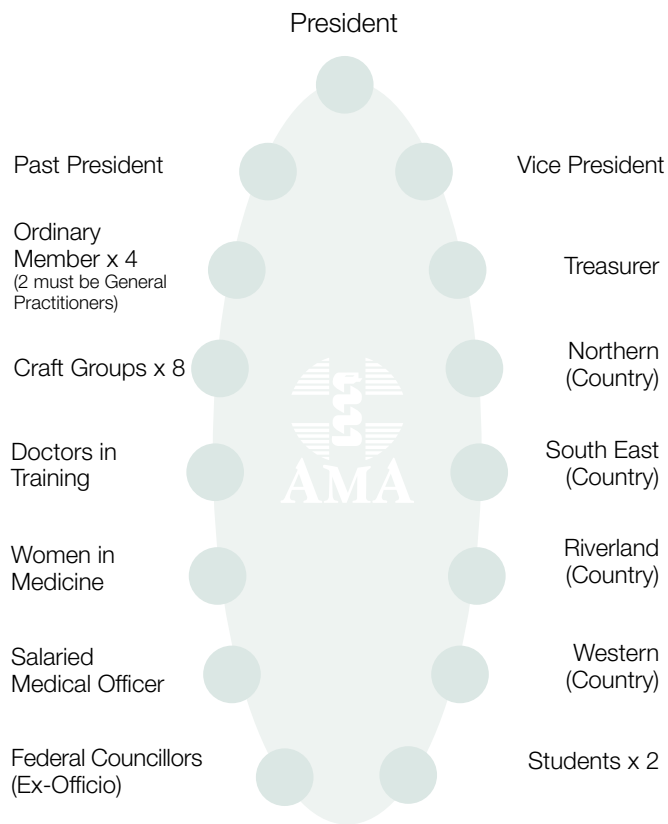 President
Past President
Vice President
Ordinary
Member x 4
(2 must be General
Practitioners)
Treasurer
Craft Groups x 8
Northern
(Country)
Doctors in
Training
South East
(Country)
AMA
Women in
Medicine
Riverland
(Country)
Salaried
Medical Officer
Western
(Country)
Federal Councillors
(Ex-Officio)
Students x 2